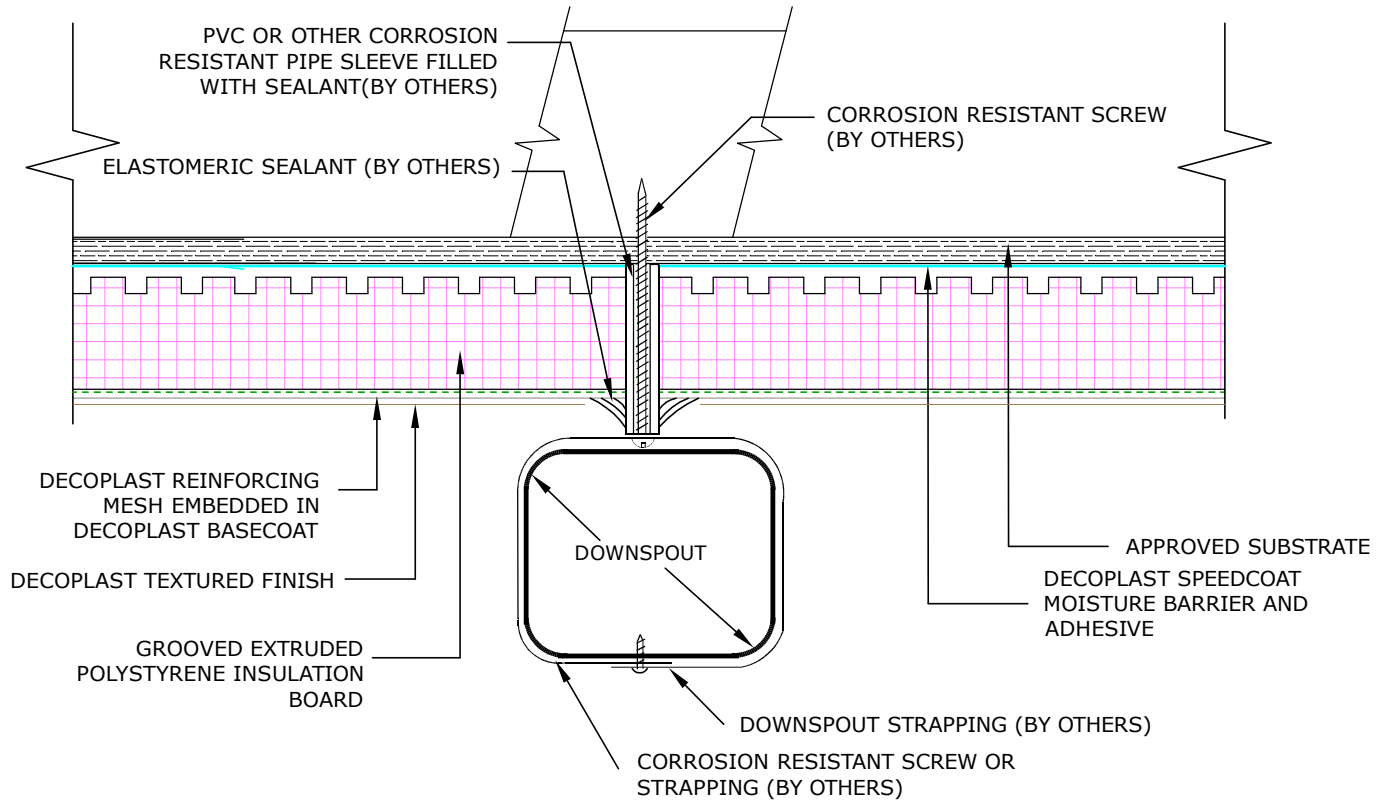 PVC OR OTHER CORROSION
RESISTANT PIPE SLEEVE FILLED
WITH SEALANT(BY OTHERS)
CORROSION RESISTANT SCREW
(BY OTHERS)
ELASTOMERIC SEALANT (BY OTHERS)
DECOPLAST REINFORCING
MESH EMBEDDED IN
DECOPLAST BASECOAT
DECOPLAST TEXTURED FINISH
GROOVED EXTRUDED
POLYSTYRENE INSULATION
BOARD
DOWNSPOUT
APPROVED SUBSTRATE
DECOPLAST SPEEDCOAT
MOISTURE BARRIER AND
ADHESIVE
DOWNSPOUT STRAPPING (BY OTHERS)
CORROSION RESISTANT SCREW OR
STRAPPING (BY OTHERS)